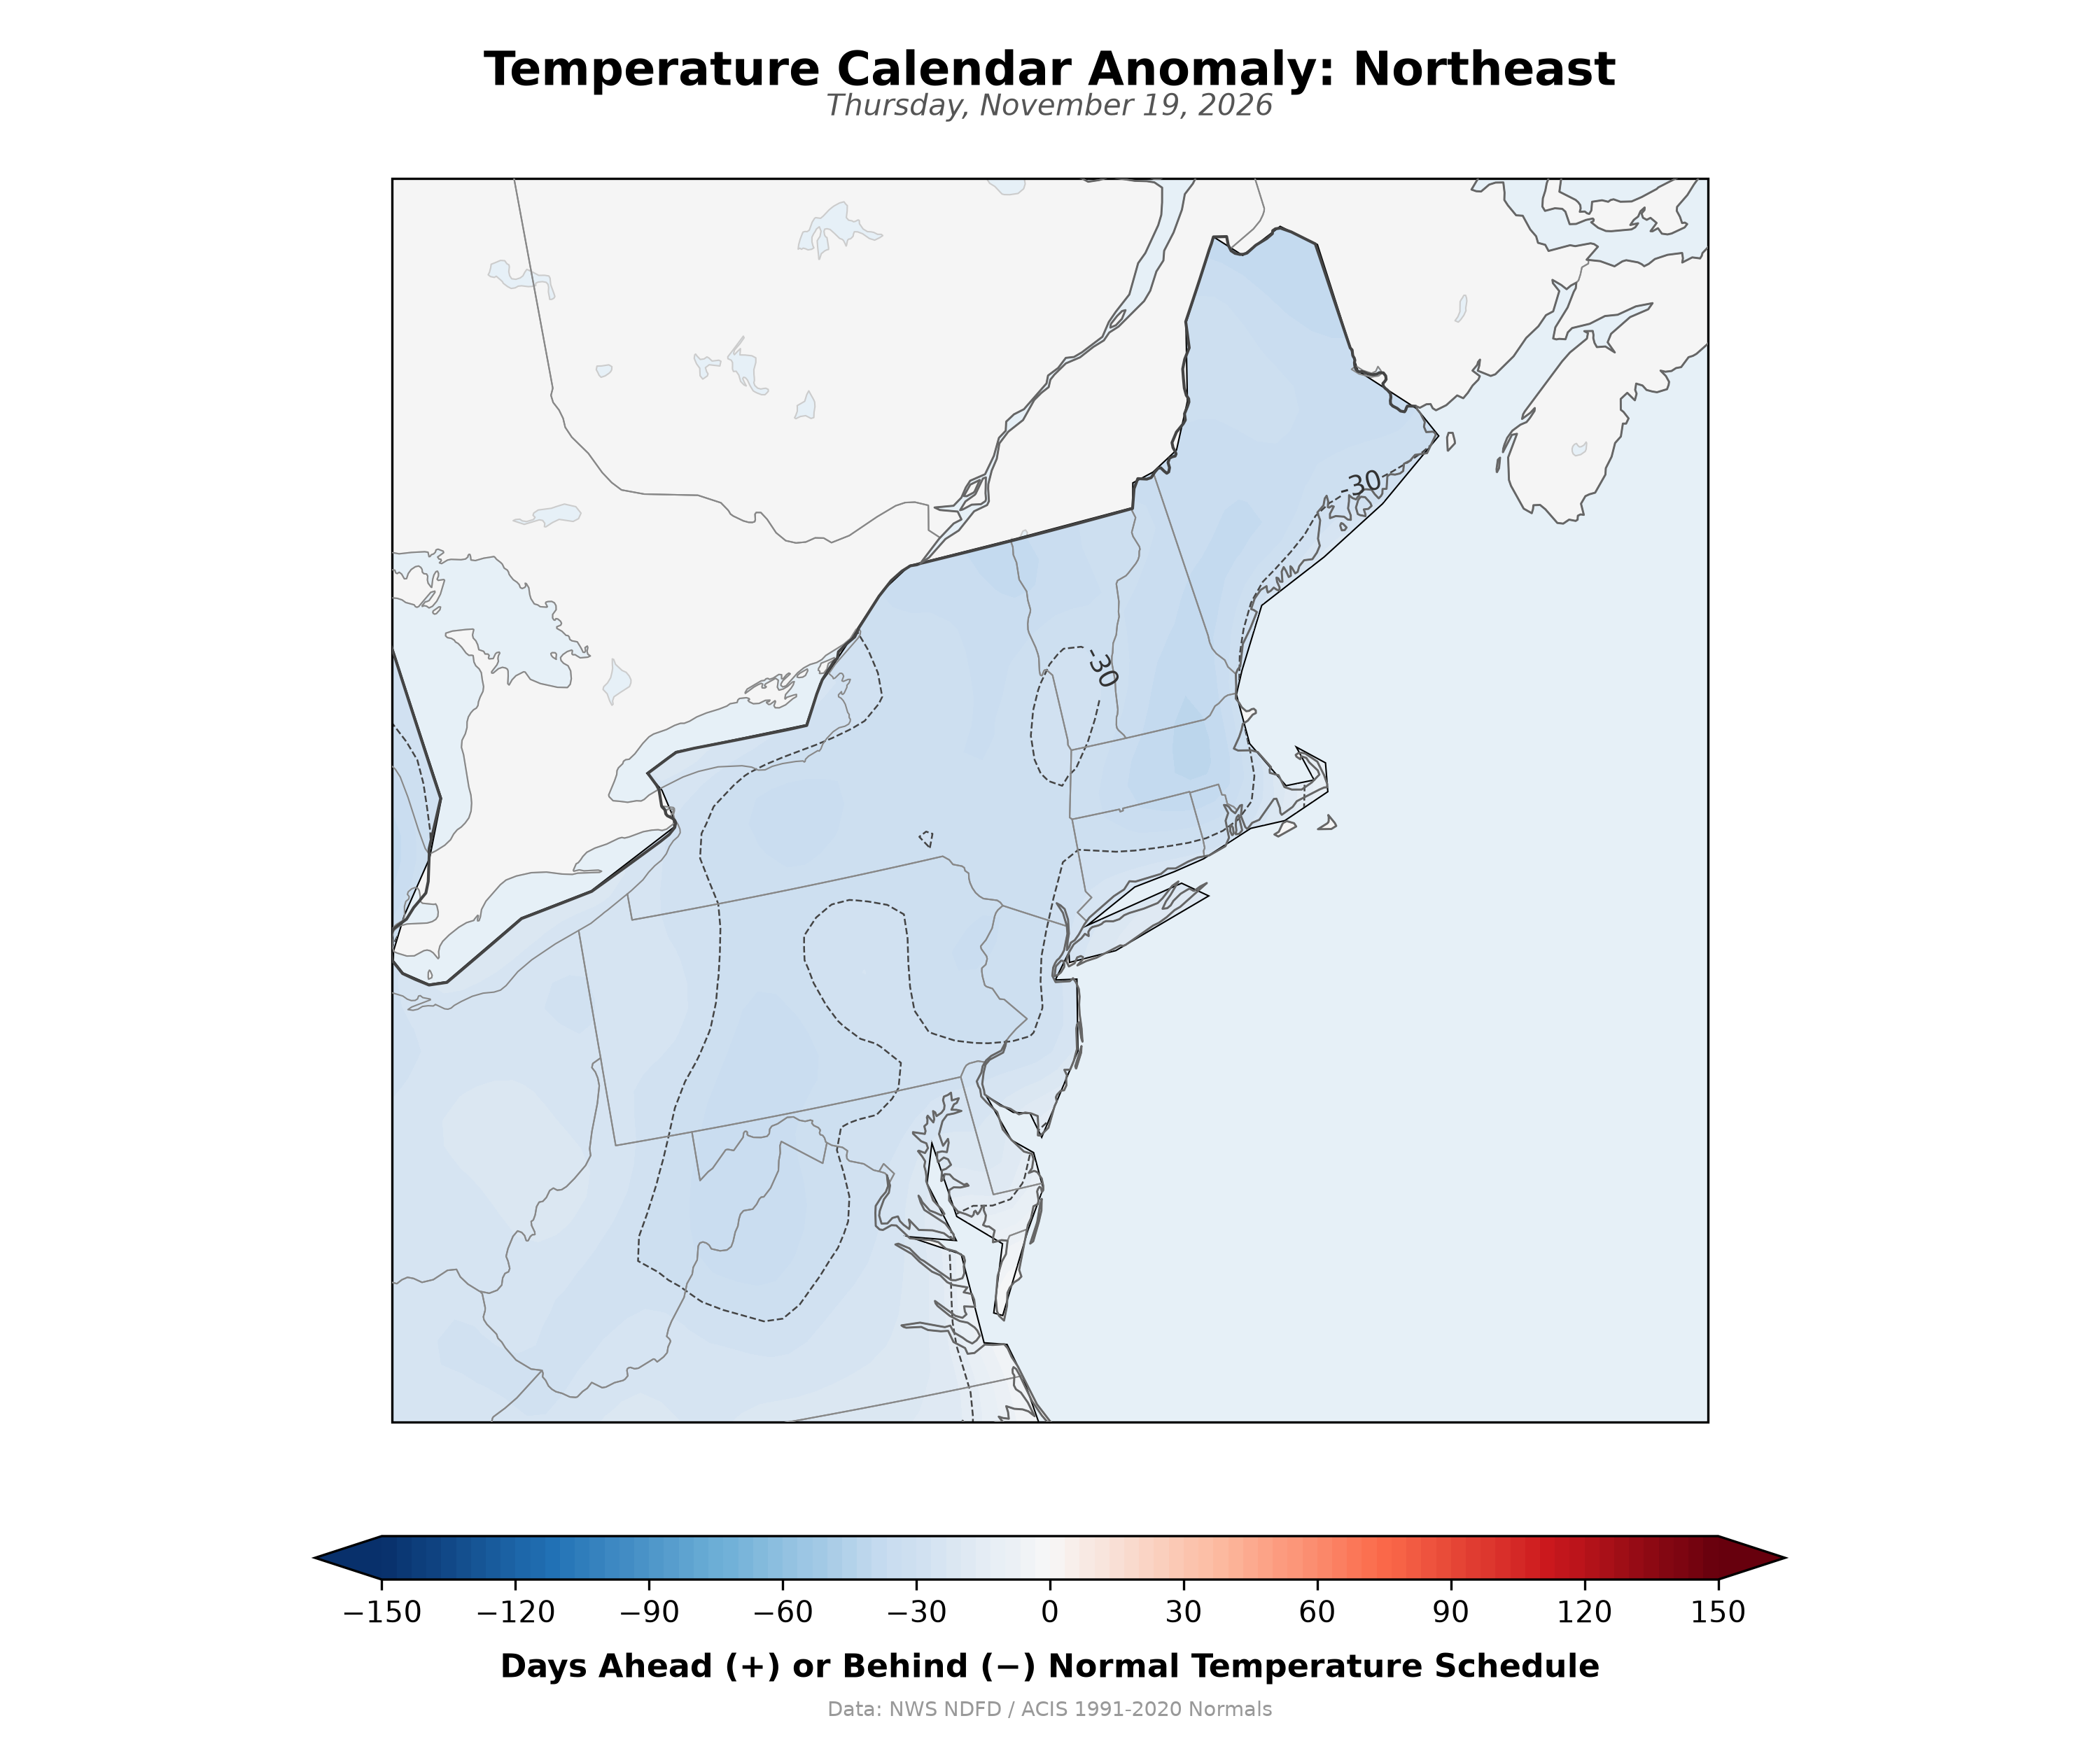 Temperature Calendar Anomaly: Northeast
Thursday, November 19, 2026
-30
-30
−150 −120 −90 −60 −30 0 30 60 90 120 150
Days Ahead (+) or Behind (−) Normal Temperature Schedule
Data: NWS NDFD / ACIS 1991-2020 Normals